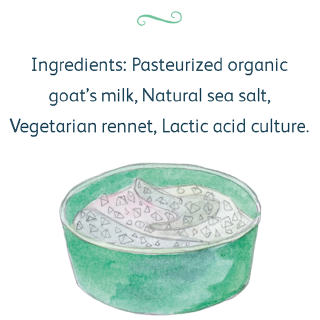 Ingredients: Pasteurized organic
goat's milk, Natural sea salt,
Vegetarian rennet, Lactic acid culture.